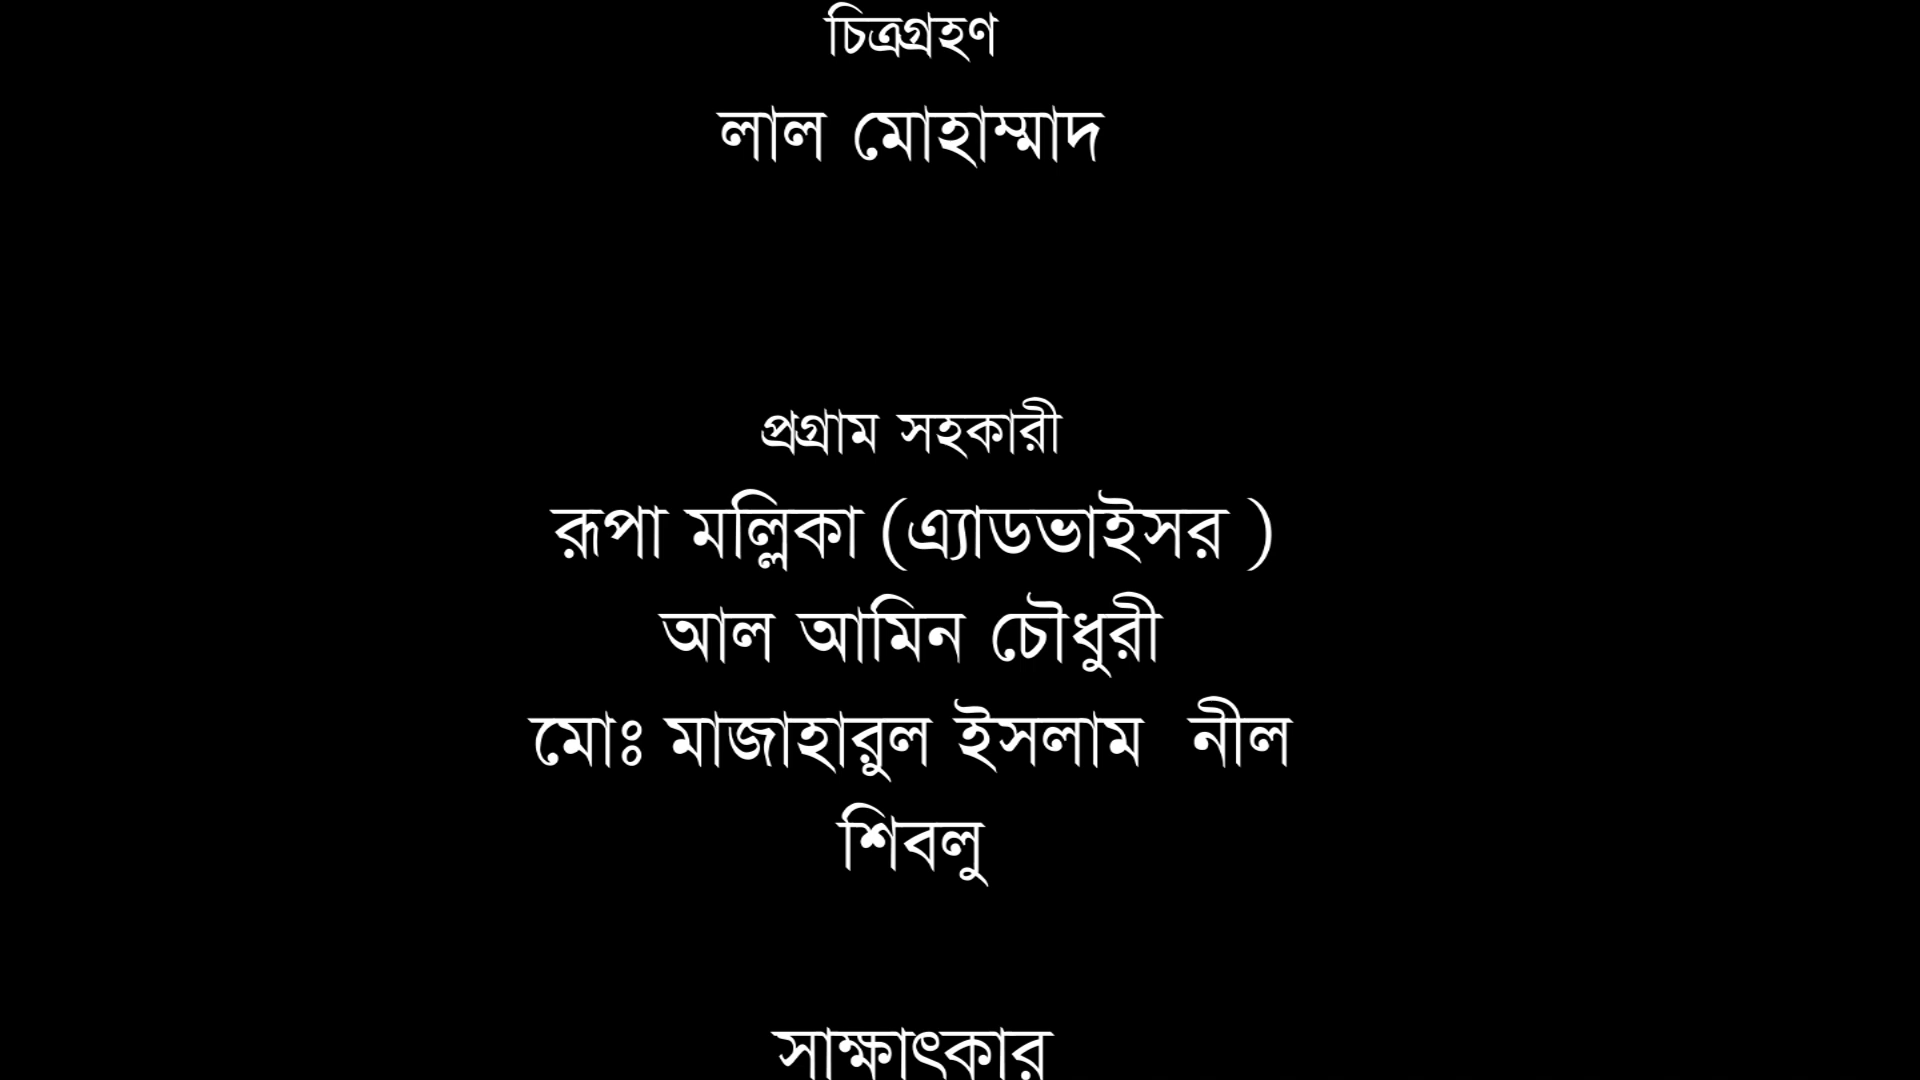 চিত্রগ্রহণ
লাল মোহাম্মাদ
প্রগ্রাম সহকারী
রূপা মল্লিকা (এ্যাডভাইসর )
আল আমিন চৌধুরী
মোঃ মাজাহারুল ইসলাম  নীল
শিবলু
সাক্ষাৎকার